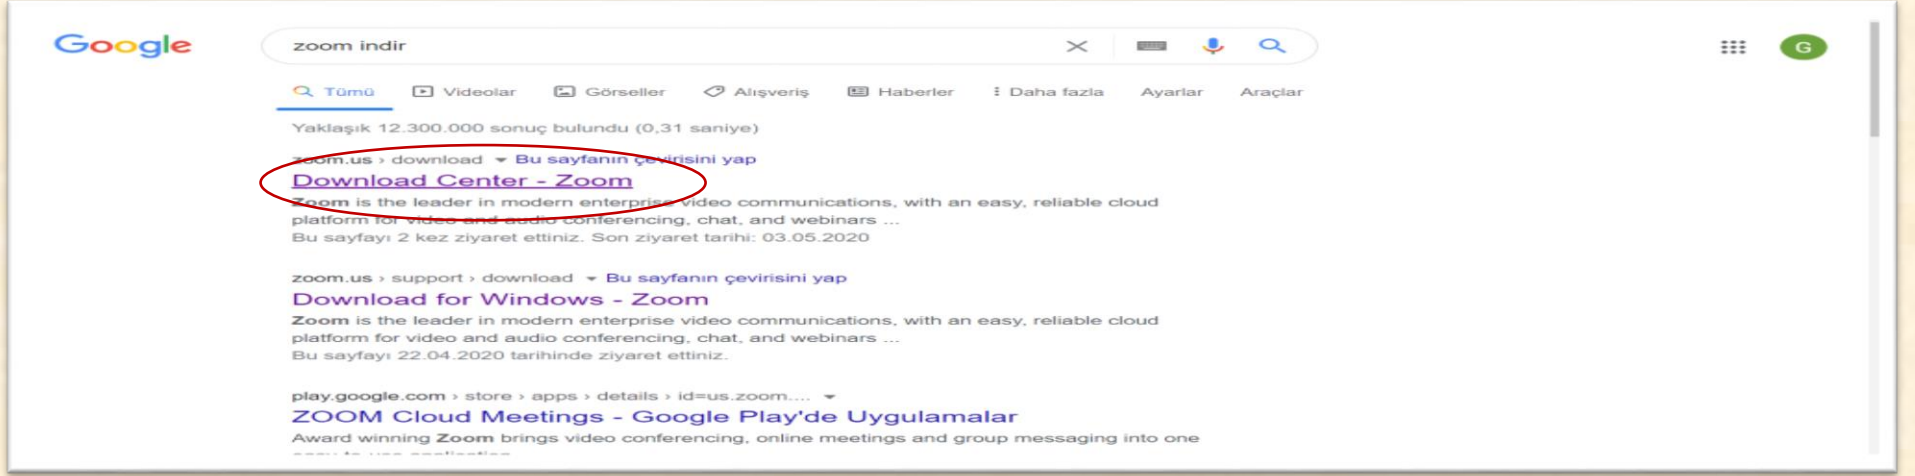 Google
zoom indir
G
Tümü Videolar Görseller Alışveriş Haberler Daha fazla Ayarlar Araçlar
Yaklaşık 12.300.000 sonuç bulundu (0,31 saniye)
zoom.us › download Bu sayfanın çevirisini yap
Download Center - Zoom
Zoom is the leader in modern enterprise video communications, with an easy, reliable cloud
platform for video and audio conferencing, chat, and webinars ...
Bu sayfayı 2 kez ziyaret ettiniz. Son ziyaret tarihi: 03.05.2020
zoom.us › support › download Bu sayfanın çevirisini yap
Download for Windows - Zoom
Zoom is the leader in modern enterprise video communications, with an easy, reliable cloud
platform for video and audio conferencing, chat, and webinars ...
Bu sayfayı 22.04.2020 tarihinde ziyaret ettiniz.
play.google.com › store › apps › details › id=us.zoom....
ZOOM Cloud Meetings - Google Play'de Uygulamalar
Award winning Zoom brings video conferencing, online meetings and group messaging into one